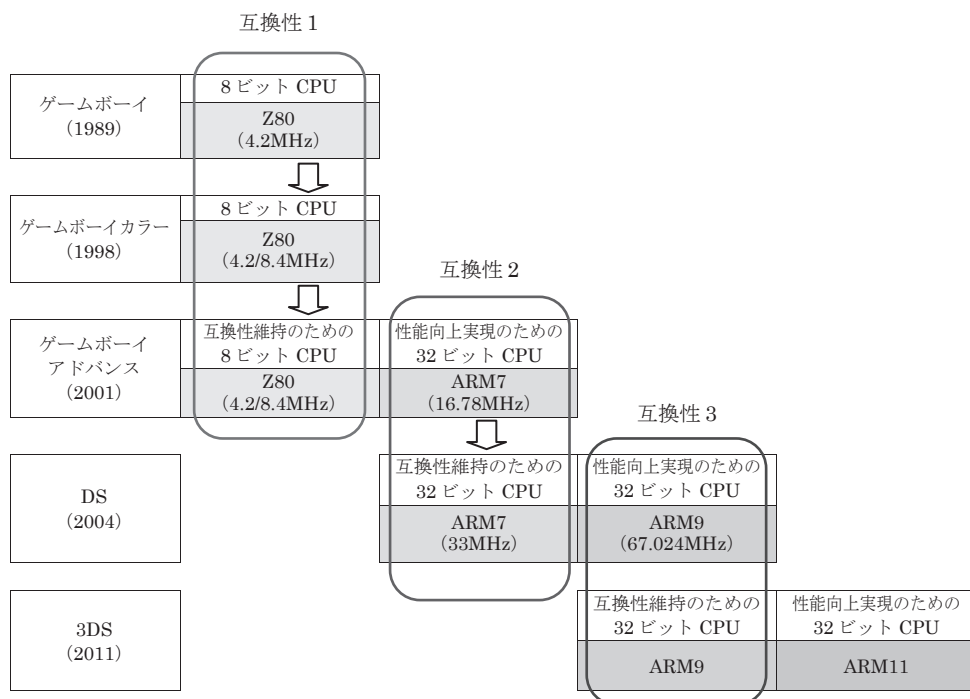 互換性 1
ゲームボーイ
（1989）
8 ビット CPU
Z80
（4.2MHz）
ゲームボーイカラー
（1998）
8 ビット CPU
Z80
（4.2/8.4MHz）
互換性 2
ゲームボーイ
アドバンス
（2001）
互換性維持のための
8 ビット CPU
Z80
（4.2/8.4MHz）
性能向上実現のための
32 ビット CPU
ARM7
（16.78MHz）
互換性 3
DS
（2004）
互換性維持のための
32 ビット CPU
ARM7
（33MHz）
性能向上実現のための
32 ビット CPU
ARM9
（67.024MHz）
3DS
（2011）
互換性維持のための
32 ビット CPU
ARM9
性能向上実現のための
32 ビット CPU
ARM11